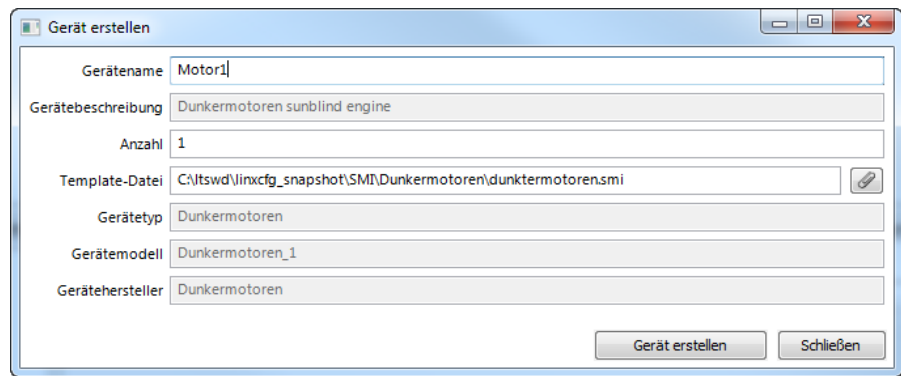 Gerät erstellen
Gerätename Motor1
Gerätebeschreibung Dunkermotoren sunblind engine
Anzahl 1
Template-Datei C:\ltswd\linxcfg_snapshot\SMI\Dunkermotoren\dunktermotoren.smi
Gerätetyp Dunkermotoren
Gerätemodell Dunkermotoren_1
Gerätehersteller Dunkermotoren
Gerät erstellen Schließen